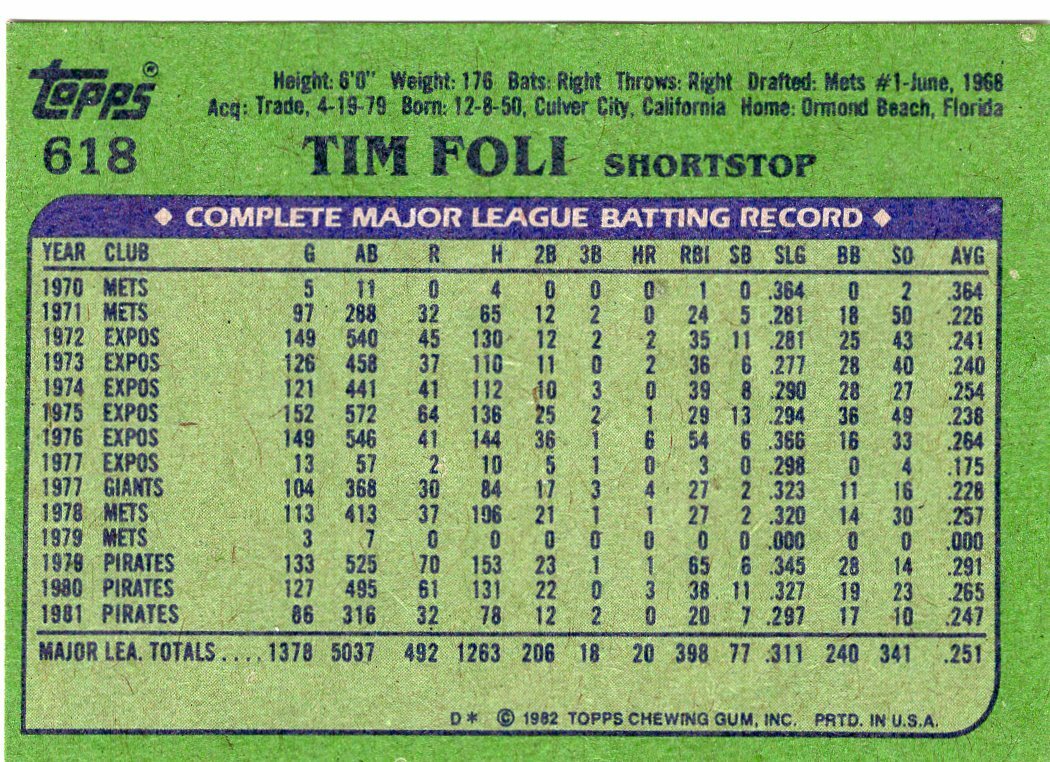 Topps®
Height: 6'0" Weight: 176 Bats: Right Throws: Right Drafted: Mets #1-June, 1968
Acq: Trade, 4-19-79 Born: 12-8-50, Culver City, California Home: Ormond Beach, Florida
618 TIM FOLI SHORTSTOP
◆ COMPLETE MAJOR LEAGUE BATTING RECORD ◆
YEAR CLUB G AB R H 2B 3B HR RBI SB SLG BB SO AVG
1970 METS 5 11 0 4 0 0 0 1 0 .364 0 2 .364
1971 METS 97 288 32 65 12 2 0 24 5 .281 18 50 .226
1972 EXPOS 149 540 45 130 12 2 2 35 11 .281 25 43 .241
1973 EXPOS 126 458 37 110 11 0 2 36 6 .277 28 40 .240
1974 EXPOS 121 441 41 112 10 3 0 39 8 .290 28 27 .254
1975 EXPOS 152 572 64 136 25 2 1 29 13 .294 36 49 .238
1976 EXPOS 149 546 41 144 36 1 6 54 6 .366 16 33 .264
1977 EXPOS 13 57 2 10 5 1 0 3 0 .298 0 4 .175
1977 GIANTS 104 368 30 84 17 3 4 27 2 .323 11 16 .228
1978 METS 113 413 37 106 21 1 1 27 2 .320 14 30 .257
1979 METS 3 7 0 0 0 0 0 0 0 .000 0 0 .000
1979 PIRATES 133 525 70 153 23 1 1 65 6 .345 28 14 .291
1980 PIRATES 127 495 61 131 22 0 3 38 11 .327 19 23 .265
1981 PIRATES 86 316 32 78 12 2 0 20 7 .297 17 10 .247
MAJOR LEA. TOTALS .... 1378 5037 492 1263 206 18 20 398 77 .311 240 341 .251
D* © 1982 TOPPS CHEWING GUM, INC. PRTD. IN U.S.A.